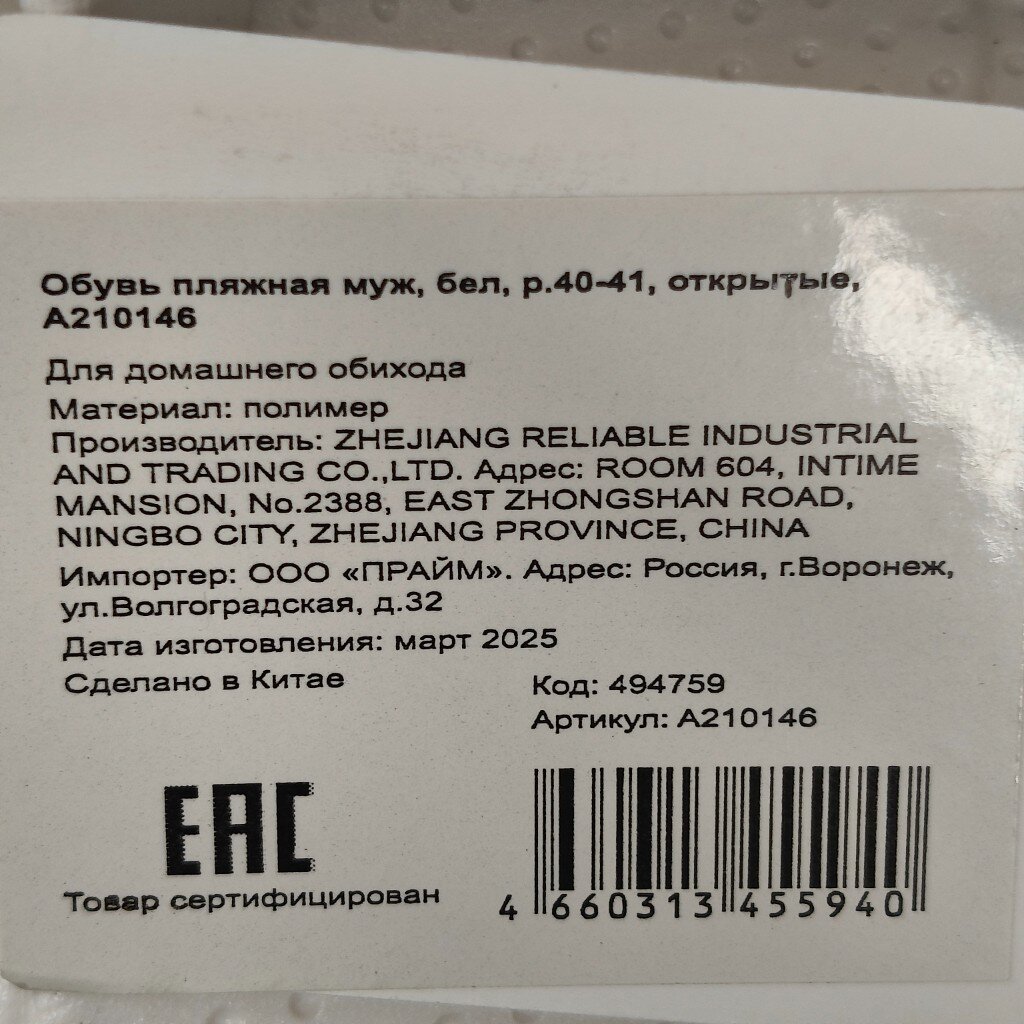 Обувь пляжная муж, бел, р.40-41, открытые,
А210146
Для домашнего обихода
Материал: полимер
Производитель: ZHEJIANG RELIABLE INDUSTRIAL
AND TRADING CO.,LTD. Адрес: ROOM 604, INTIME
MANSION, No.2388, EAST ZHONGSHAN ROAD,
NINGBO CITY, ZHEJIANG PROVINCE, CHINA
Импортер: ООО «ПРАЙМ». Адрес: Россия, г.Воронеж,
ул.Волгоградская, д.32
Дата изготовления: март 2025
Сделано в Китае
Код: 494759
Артикул: А210146
EAC
Товар сертифицирован
4 660313 455940